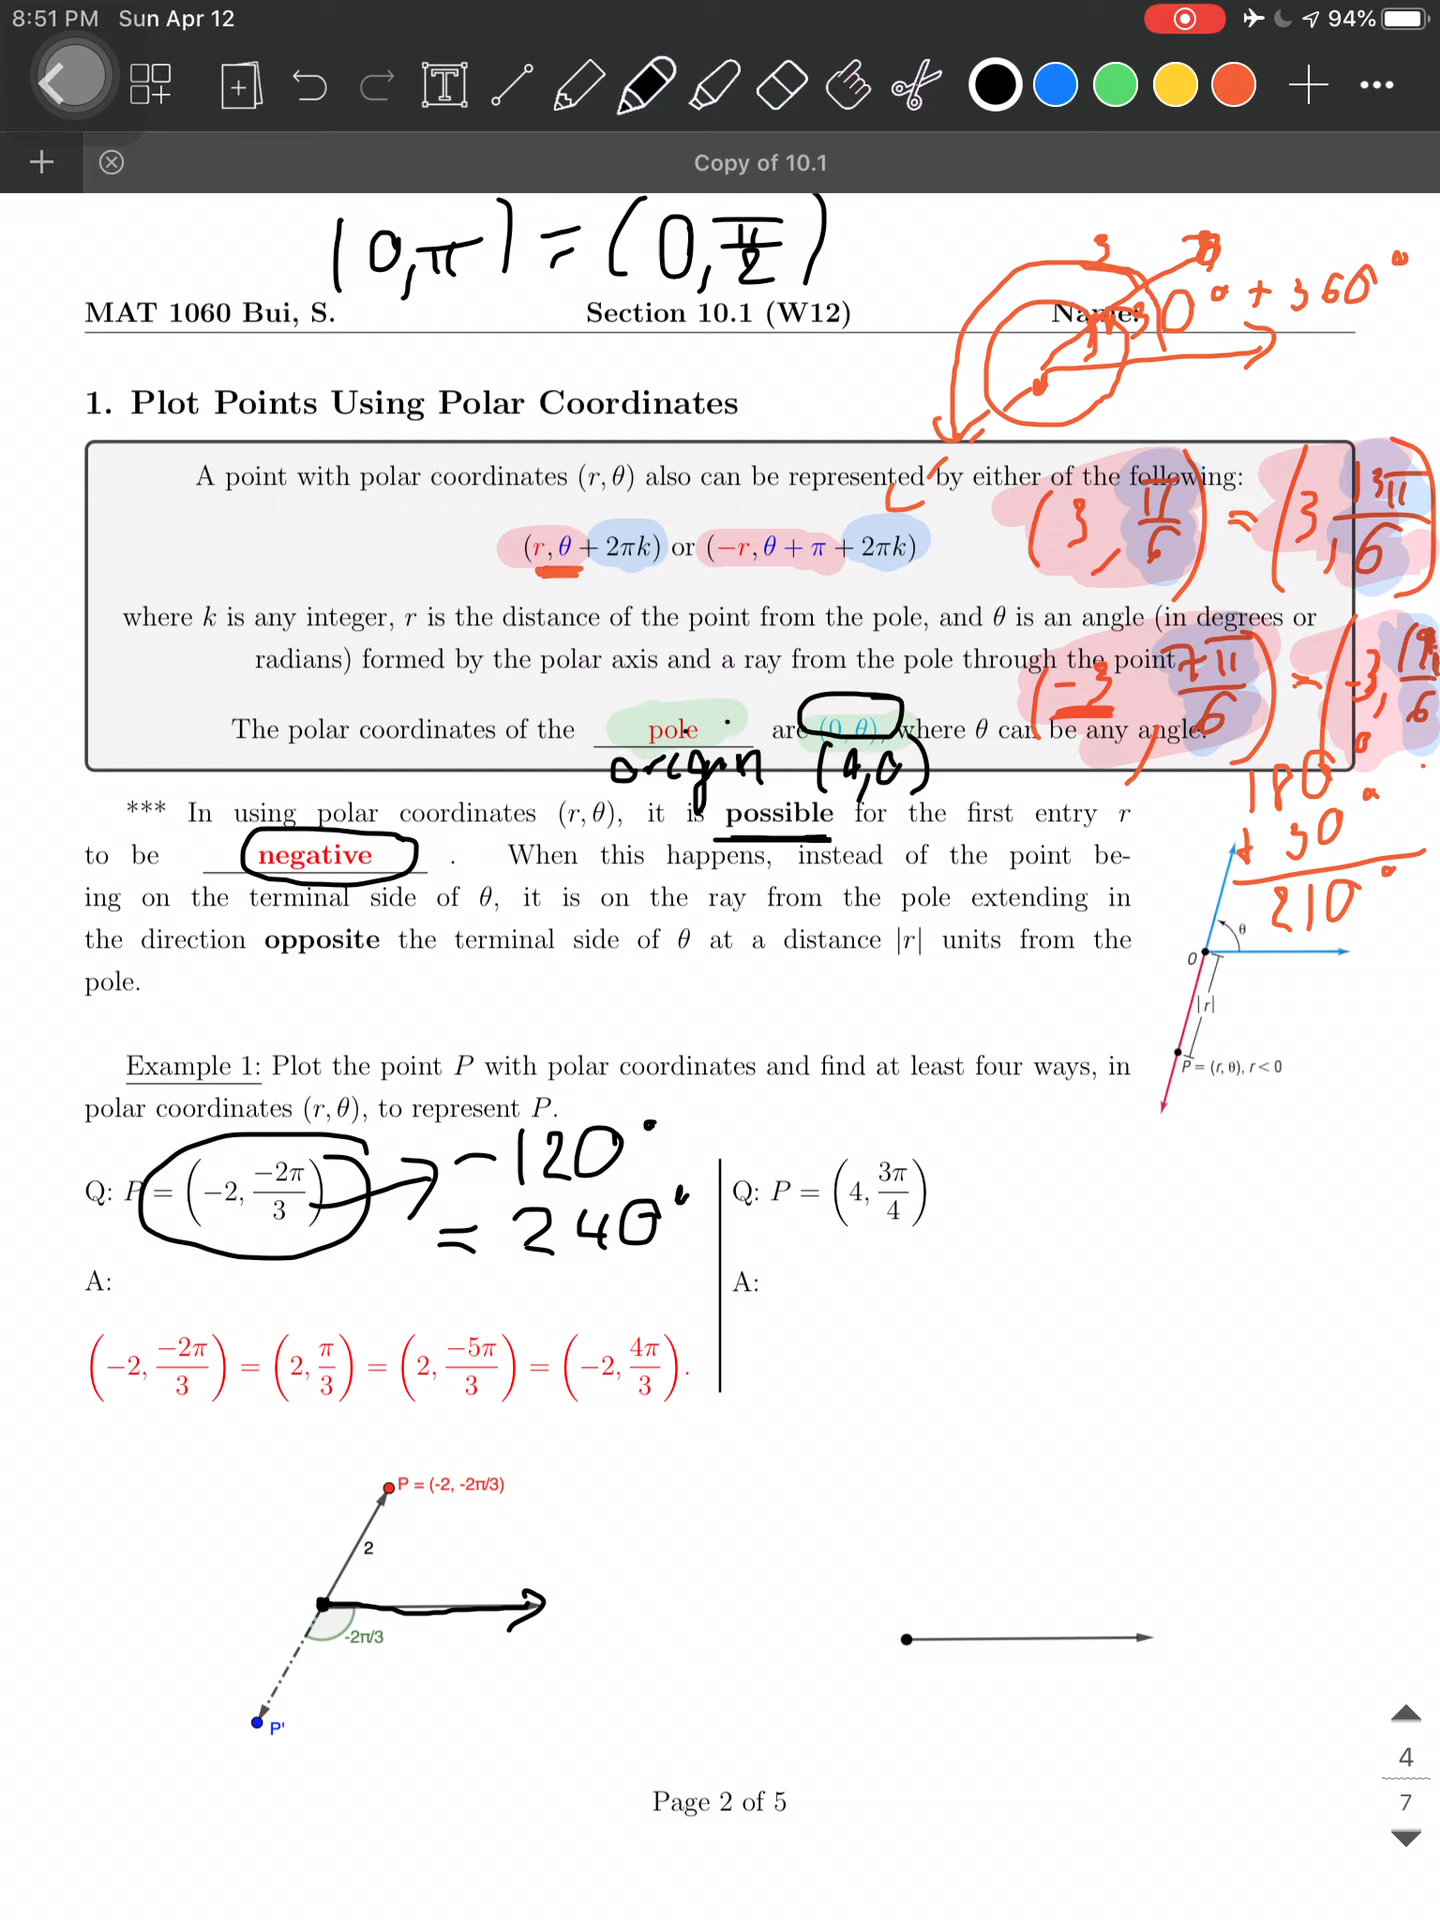 8:51 PM Sun Apr 12 94%
Copy of 10.1
(0, π) = (0, π/2)
MAT 1060 Bui, S. Section 10.1 (W12) Name:
3
30° + 360°
1. Plot Points Using Polar Coordinates
A point with polar coordinates (r, θ) also can be represented by either of the following:
(r, θ + 2πk) or (−r, θ + π + 2πk)
(3, π/6) = (3, 13π/6)
where k is any integer, r is the distance of the point from the pole, and θ is an angle (in degrees or
radians) formed by the polar axis and a ray from the pole through the point.
(-3, 7π/6) = (-3, 19π/6)
The polar coordinates of the pole are (0, θ), where θ can be any angle.
origin
180°
+ 30°
210°
*** In using polar coordinates (r, θ), it is possible for the first entry r
to be negative . When this happens, instead of the point be-
ing on the terminal side of θ, it is on the ray from the pole extending in
the direction opposite the terminal side of θ at a distance |r| units from the
pole.
θ
O
|r|
P = (r, θ), r < 0
Example 1: Plot the point P with polar coordinates and find at least four ways, in
polar coordinates (r, θ), to represent P.
Q: P = (−2, −2π/3)
-120°
= 240°
A:
(−2, −2π/3) = (2, π/3) = (2, −5π/3) = (−2, 4π/3).
Q: P = (4, 3π/4)
A:
P = (-2, -2π/3)
2
-2π/3
P'
4
7
Page 2 of 5